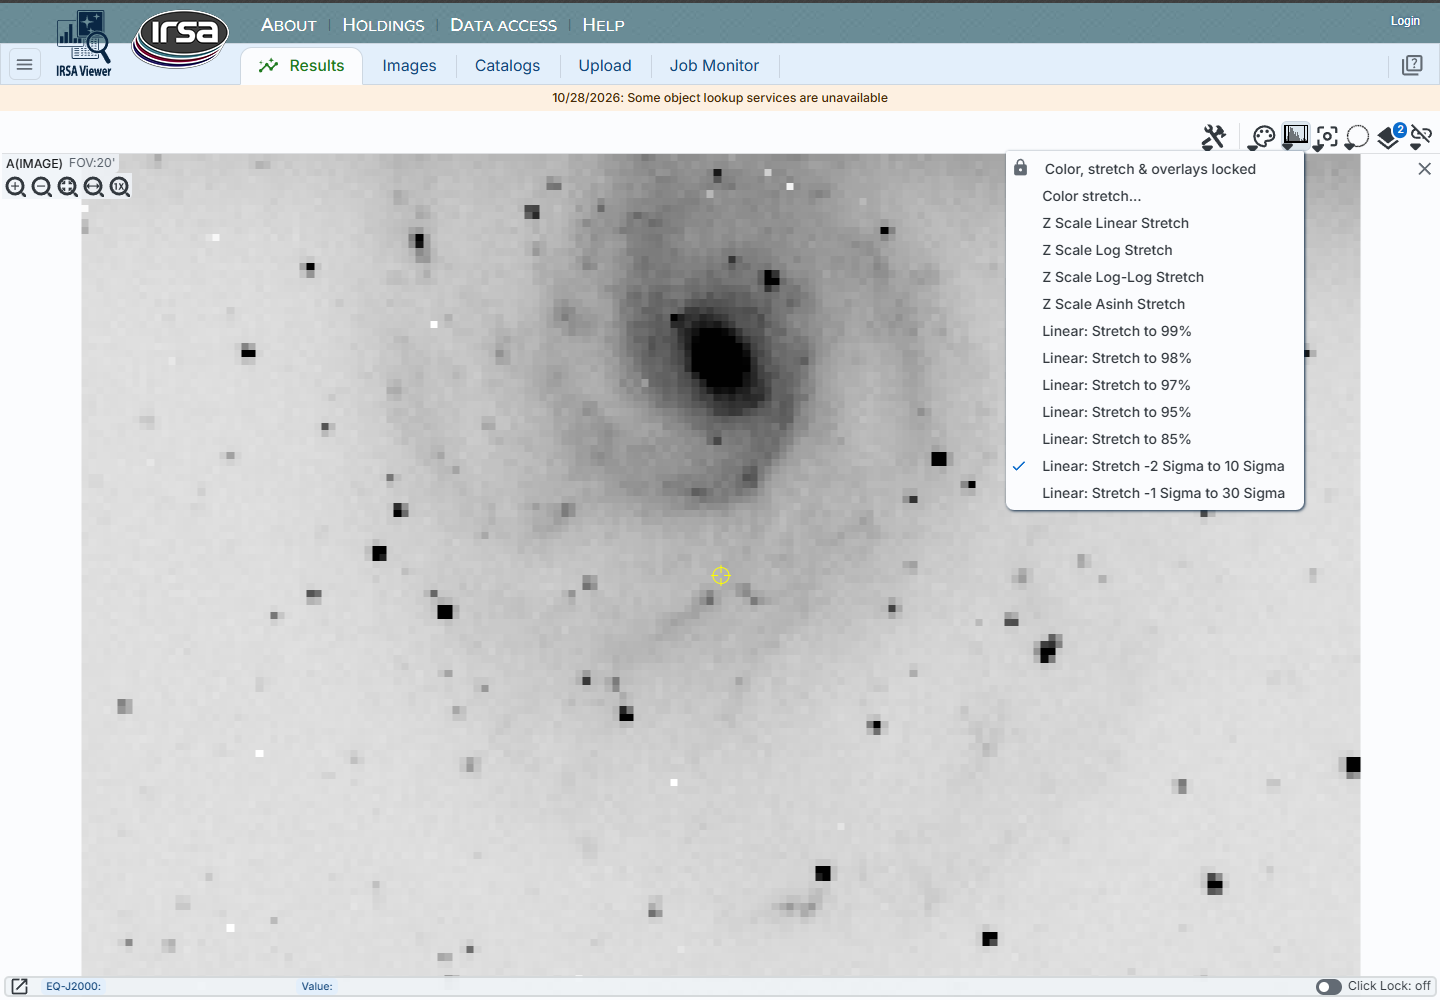 ABOUT
HOLDINGS
DATA ACCESS
HELP
Login
IRSA Viewer
irsa
Results
Images
Catalogs
Upload
Job Monitor
10/28/2026: Some object lookup services are unavailable
2
A(IMAGE) FOV:20'
1X
Color, stretch & overlays locked
Color stretch...
Z Scale Linear Stretch
Z Scale Log Stretch
Z Scale Log-Log Stretch
Z Scale Asinh Stretch
Linear: Stretch to 99%
Linear: Stretch to 98%
Linear: Stretch to 97%
Linear: Stretch to 95%
Linear: Stretch to 85%
Linear: Stretch -2 Sigma to 10 Sigma
Linear: Stretch -1 Sigma to 30 Sigma
EQ-J2000:
Value:
Click Lock: off